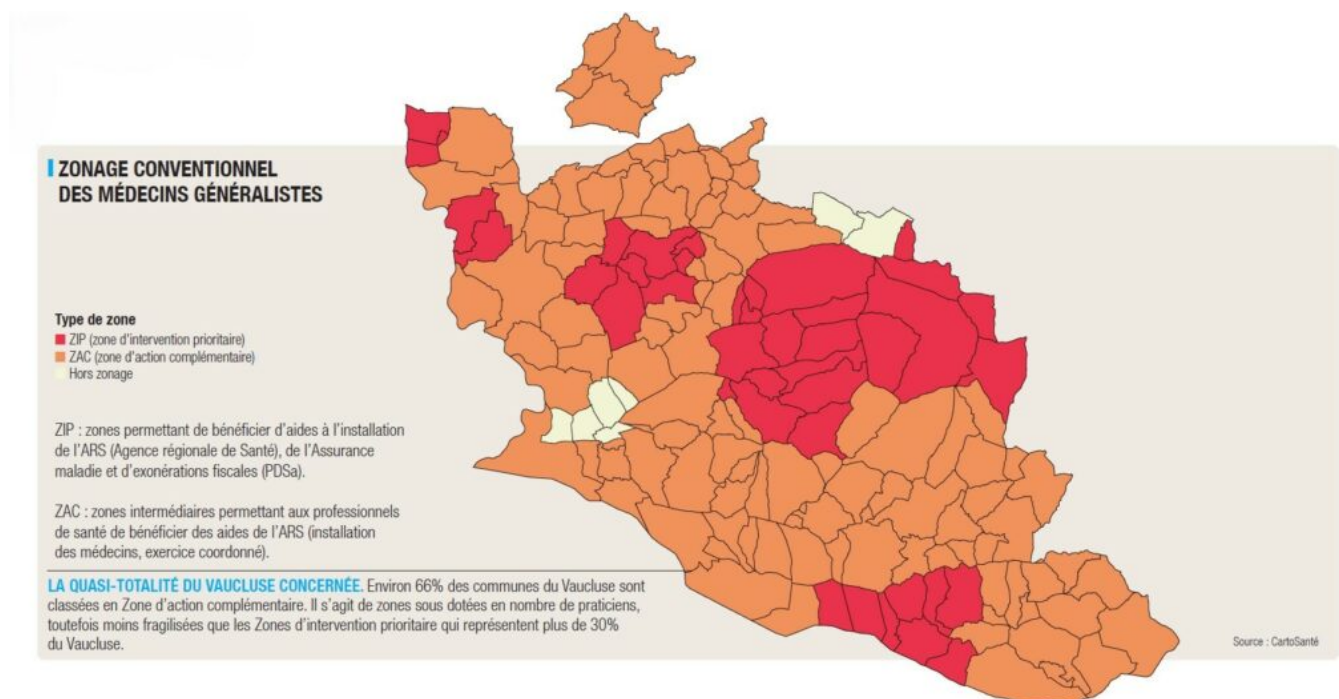 ZONAGE CONVENTIONNEL
DES MÉDECINS GÉNÉRALISTES
Type de zone
ZIP (zone d'intervention prioritaire)
ZAC (zone d'action complémentaire)
Hors zonage
ZIP : zones permettant de bénéficier d'aides à l'installation
de l'ARS (Agence régionale de Santé), de l'Assurance
maladie et d'exonérations fiscales (PDSa).
ZAC : zones intermédiaires permettant aux professionnels
de santé de bénéficier des aides de l'ARS (installation
des médecins, exercice coordonné).
LA QUASI-TOTALITÉ DU VAUCLUSE CONCERNÉE. Environ 66% des communes du Vaucluse sont
classées en Zone d'action complémentaire. Il s'agit de zones sous dotées en nombre de praticiens,
toutefois moins fragilisées que les Zones d'intervention prioritaire qui représentent plus de 30%
du Vaucluse.
Source : CartoSanté